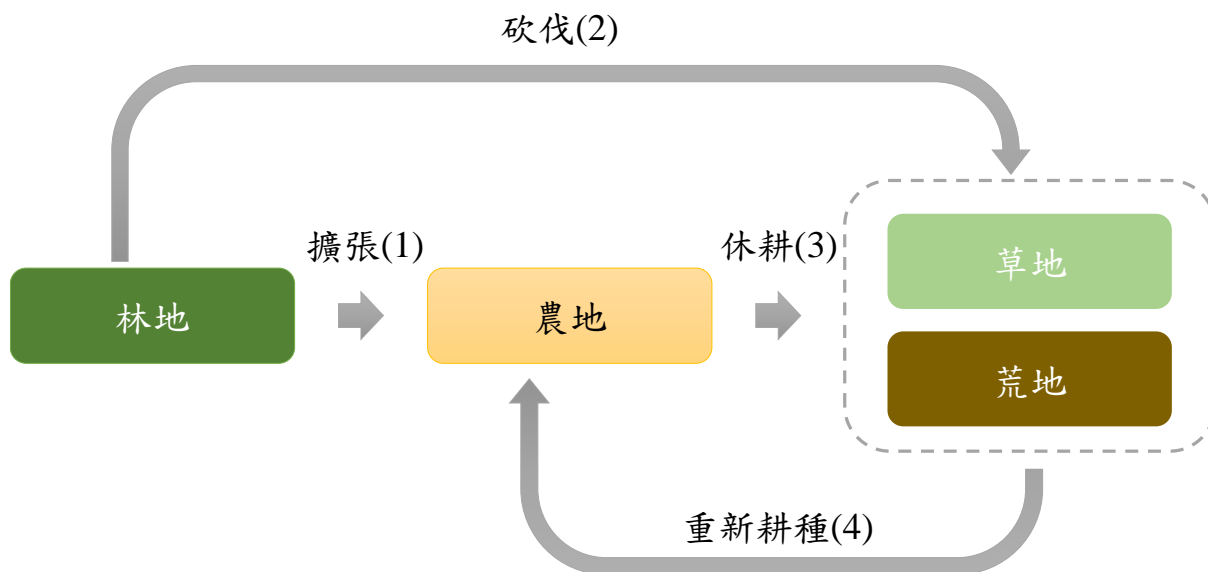 砍伐(2)
擴張(1)
休耕(3)
草地
林地
農地
荒地
重新耕種(4)